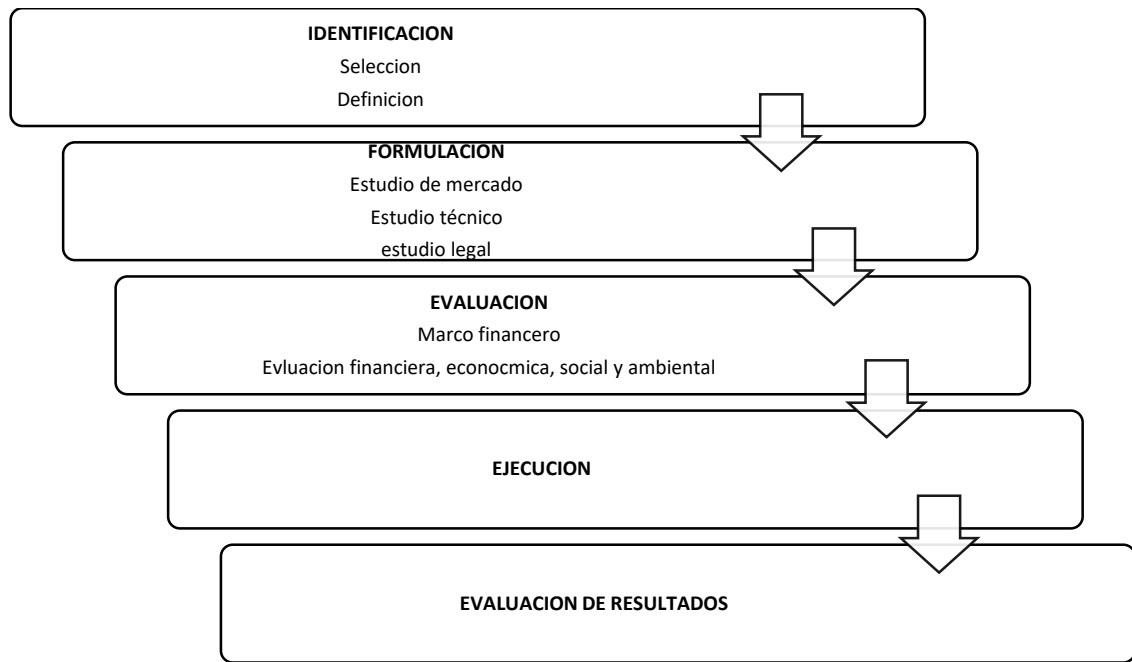 IDENTIFICACION
Seleccion
Definicion
FORMULACION
Estudio de mercado
Estudio técnico
estudio legal
EVALUACION
Marco financero
Evluacion financiera, econocmica, social y ambiental
EJECUCION
EVALUACION DE RESULTADOS